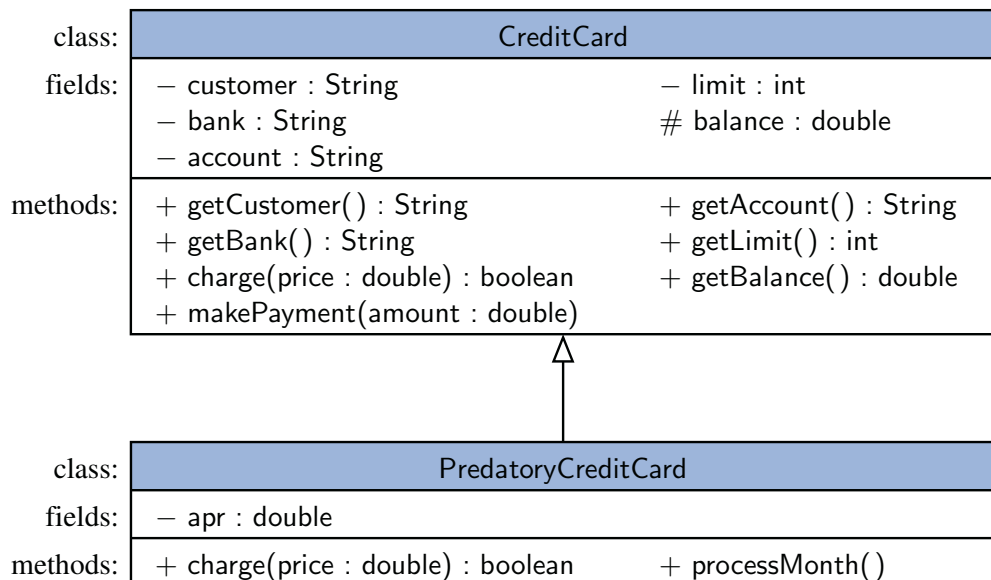 class: CreditCard
fields: − customer : String − limit : int
− bank : String # balance : double
− account : String
methods: + getCustomer( ) : String + getAccount( ) : String
+ getBank( ) : String + getLimit( ) : int
+ charge(price : double) : boolean + getBalance( ) : double
+ makePayment(amount : double)
class: PredatoryCreditCard
fields: − apr : double
methods: + charge(price : double) : boolean + processMonth( )